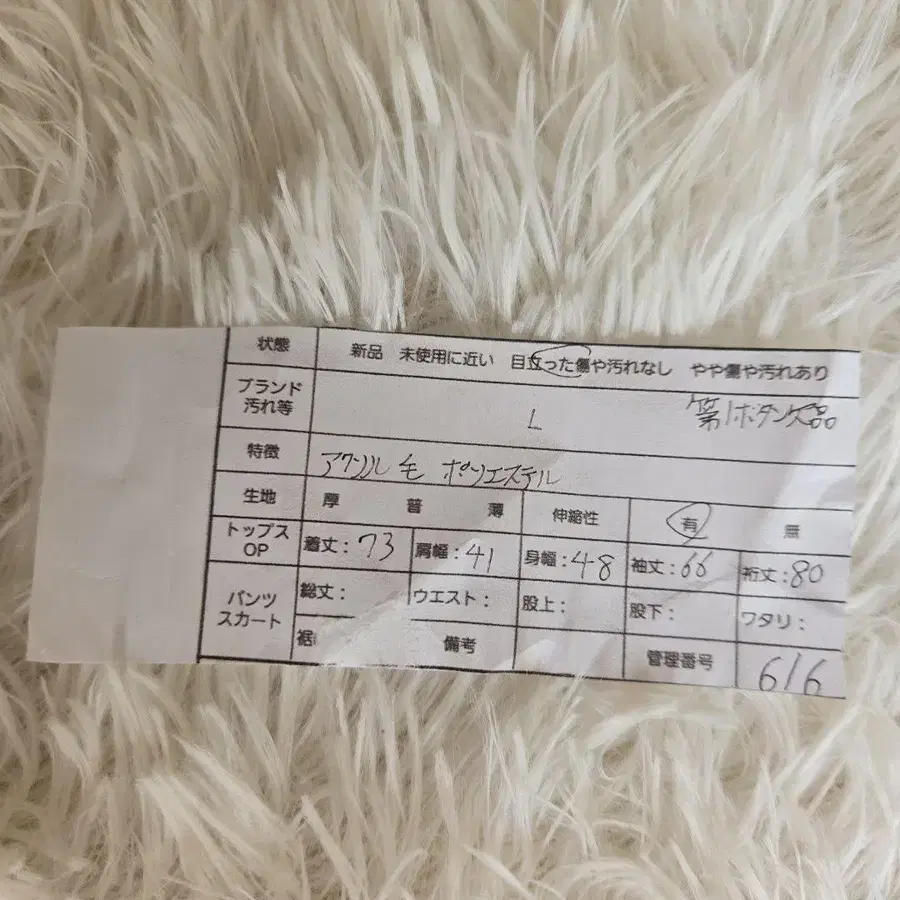 状態 新品 未使用に近い 目立った傷や汚れなし やや傷や汚れあり
ブランド
汚れ等 L 第1ボタン欠品
特徴 アクリル 毛 ポリエステル
生地 厚 普 薄 伸縮性 有 無
トップス
OP 着丈:73 肩幅:41 身幅:48 袖丈:66 裄丈:80
パンツ
スカート 総丈: ウエスト: 股上: 股下: ワタリ:
裾 備考 管理番号 616